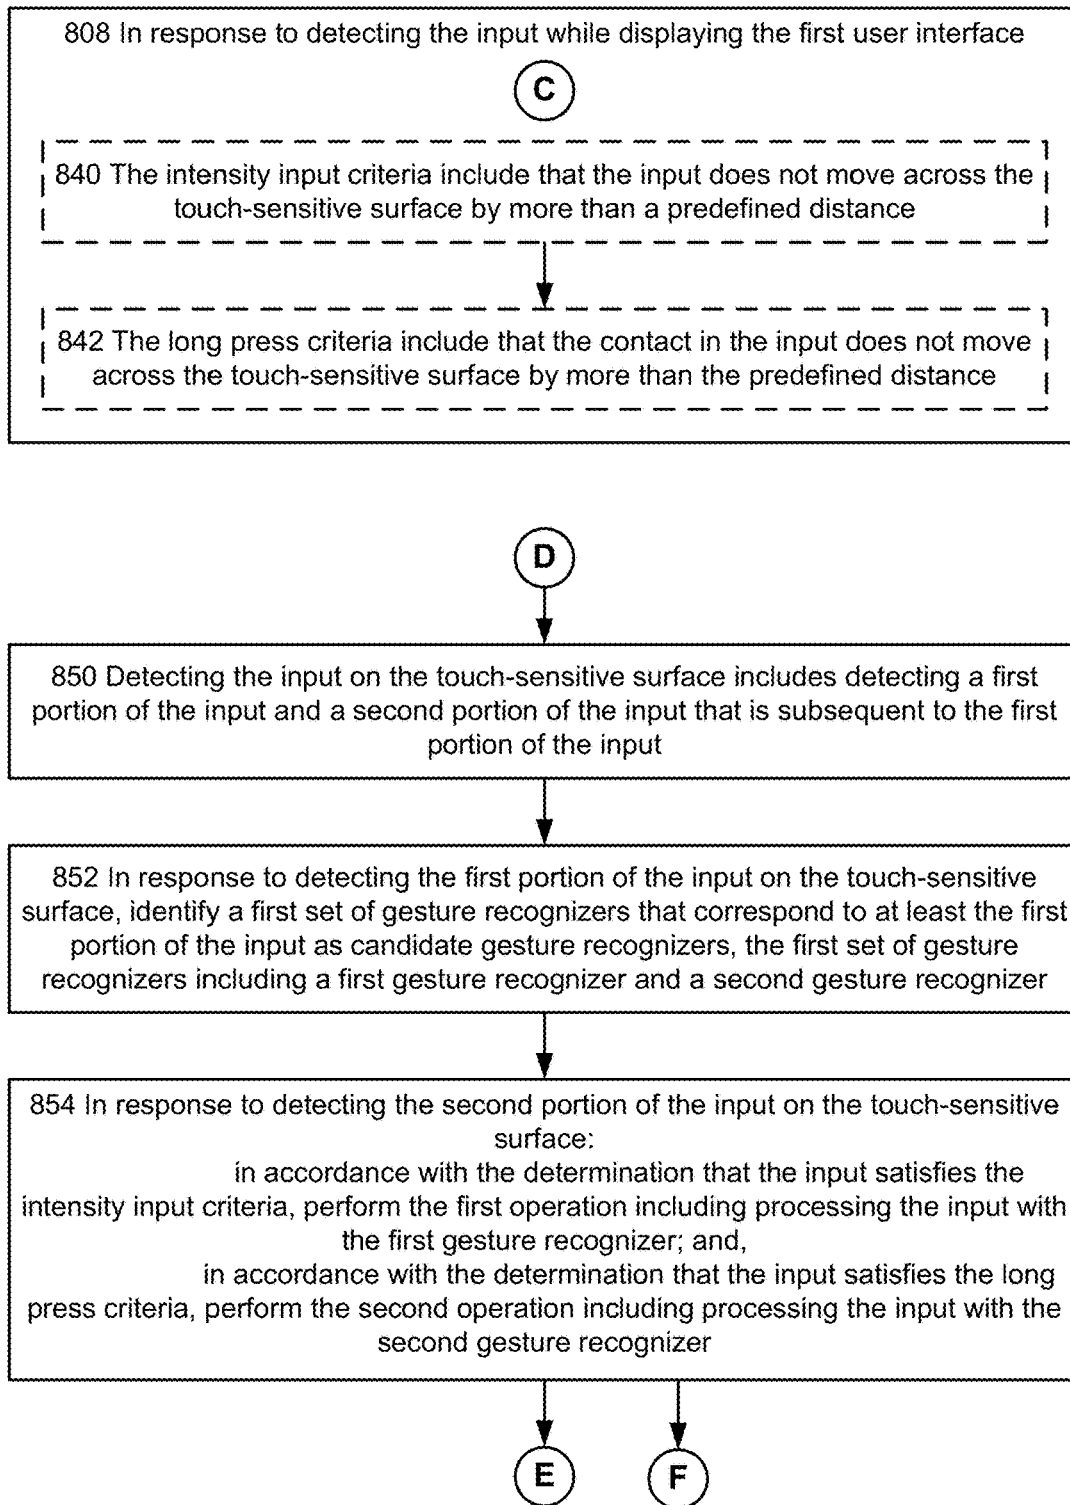 808 In response to detecting the input while displaying the first user interface
C
840 The intensity input criteria include that the input does not move across the
touch-sensitive surface by more than a predefined distance
842 The long press criteria include that the contact in the input does not move
across the touch-sensitive surface by more than the predefined distance
D
850 Detecting the input on the touch-sensitive surface includes detecting a first
portion of the input and a second portion of the input that is subsequent to the first
portion of the input
852 In response to detecting the first portion of the input on the touch-sensitive
surface, identify a first set of gesture recognizers that correspond to at least the first
portion of the input as candidate gesture recognizers, the first set of gesture
recognizers including a first gesture recognizer and a second gesture recognizer
854 In response to detecting the second portion of the input on the touch-sensitive
surface:
in accordance with the determination that the input satisfies the
intensity input criteria, perform the first operation including processing the input with
the first gesture recognizer; and,
in accordance with the determination that the input satisfies the long
press criteria, perform the second operation including processing the input with the
second gesture recognizer
E
F